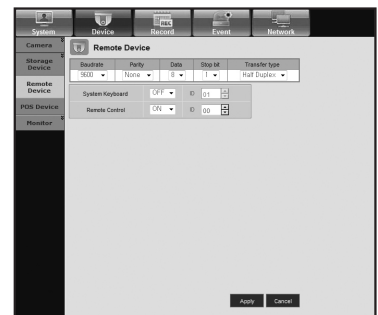 System Device Record Event Network
REC
Camera
Storage Device
Remote Device
POS Device
Monitor
Remote Device
Baudrate Parity Data Stop bit Transfer type
9600 None 8 1 Half Duplex
System Keyboard OFF ID 01
Remote Control ON ID 00
Apply Cancel